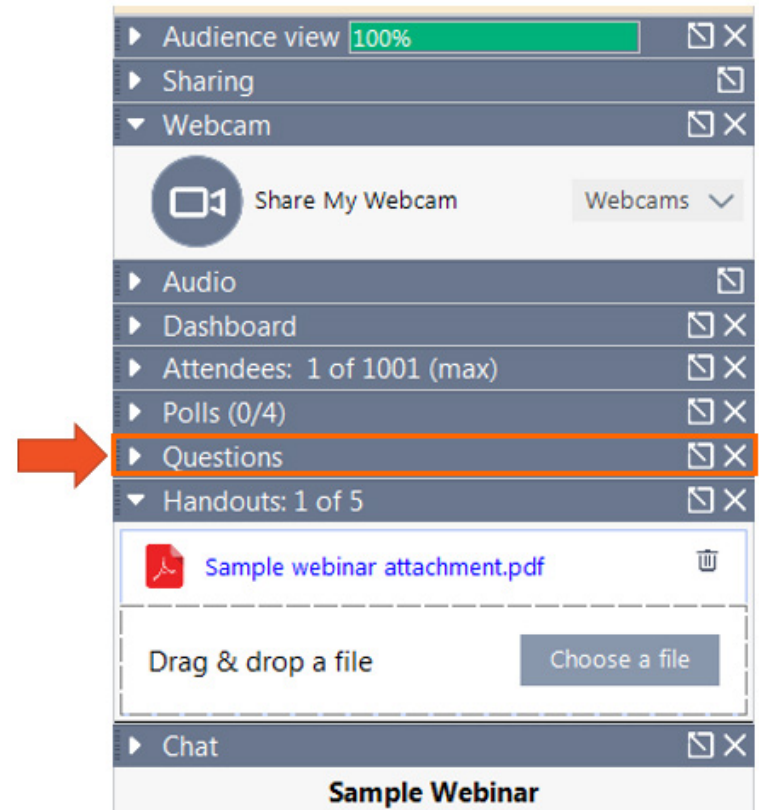 Audience view 100%
Sharing
Webcam
Share My Webcam Webcams
Audio
Dashboard
Attendees: 1 of 1001 (max)
Polls (0/4)
Questions
Handouts: 1 of 5
Sample webinar attachment.pdf
Drag & drop a file Choose a file
Chat
Sample Webinar